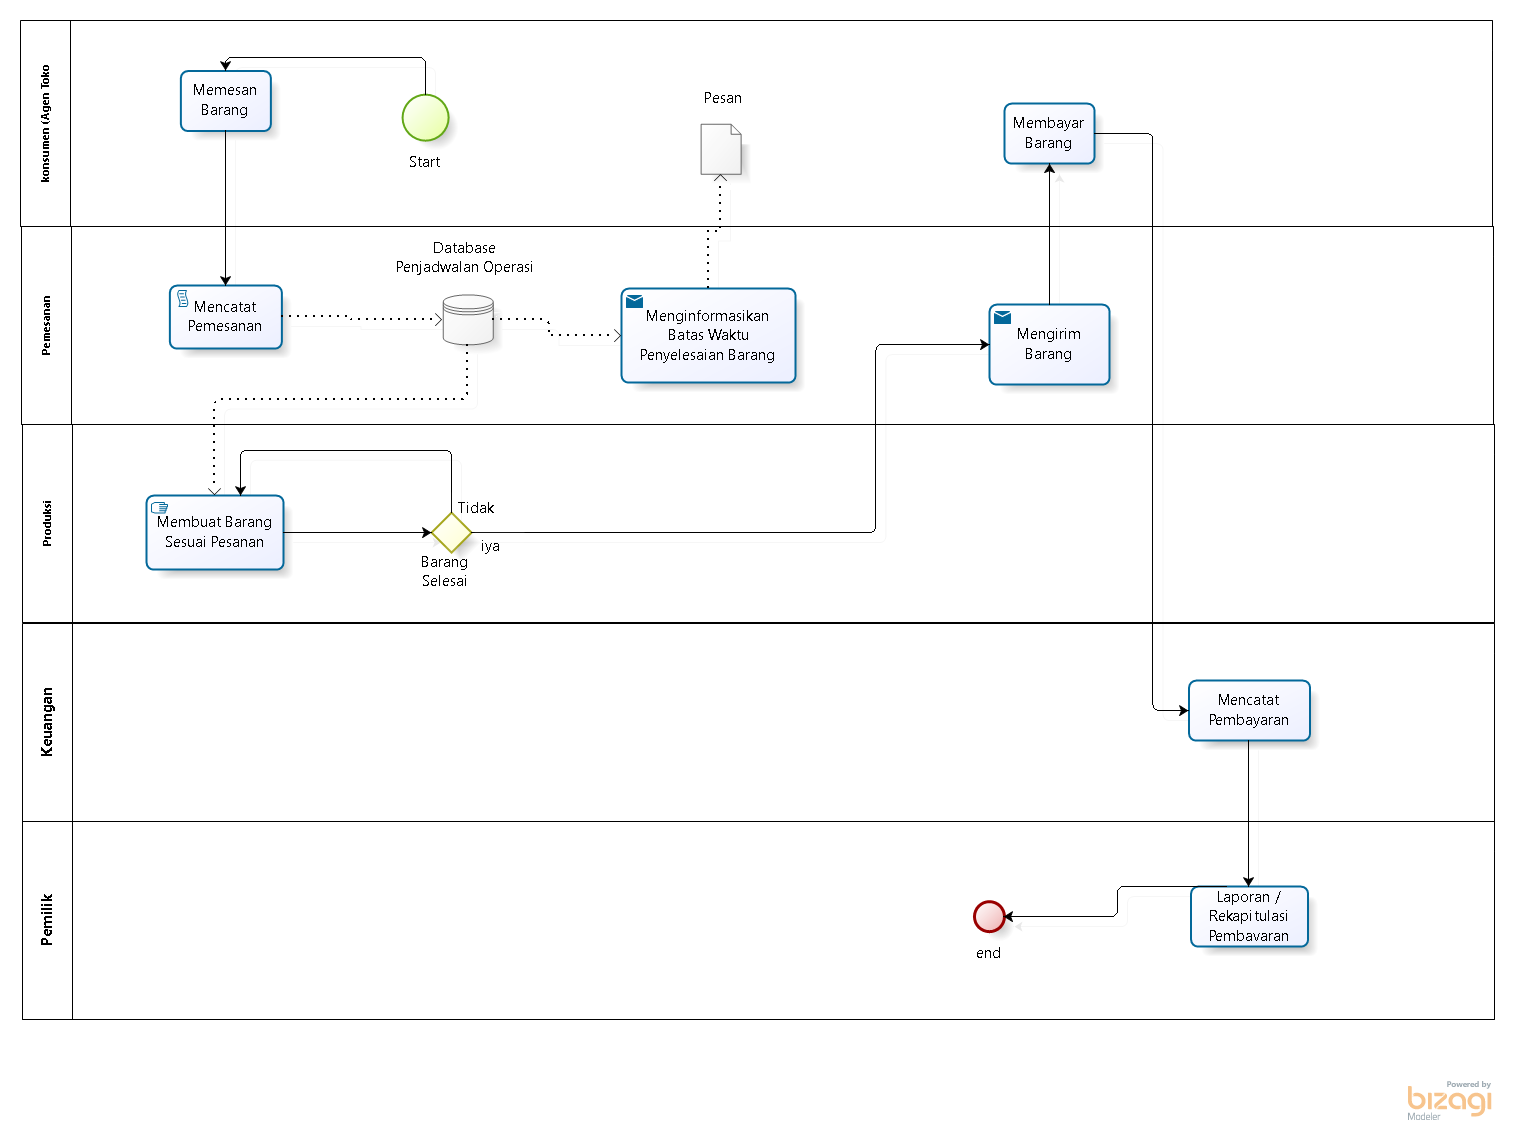 konsumen (Agen Toko
Memesan
Barang
Start
Pesan
Membayar
Barang
Pemesanan
Mencatat
Pemesanan
Database
Penjadwalan Operasi
Menginformasikan
Batas Waktu
Penyelesaian Barang
Mengirim
Barang
Produksi
Membuat Barang
Sesuai Pesanan
Tidak
iya
Barang
Selesai
Keuangan
Mencatat
Pembayaran
Pemilik
end
Laporan /
Rekapitulasi
Pembayaran
Powered by
bizagi
Modeler